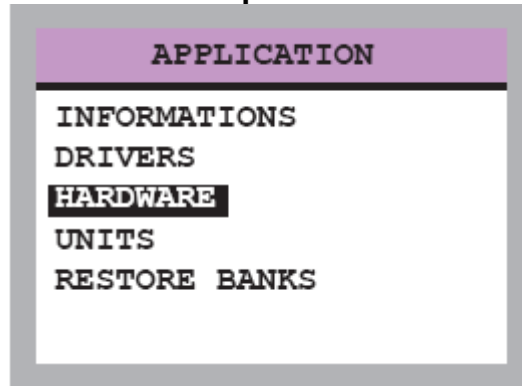 APPLICATION
INFORMATIONS
DRIVERS
HARDWARE
UNITS
RESTORE BANKS